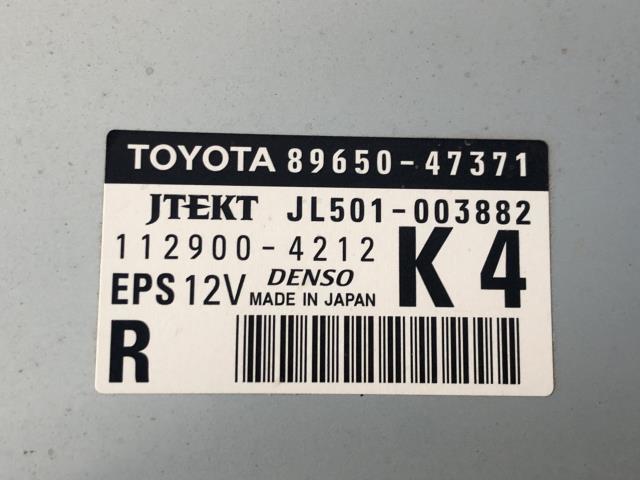 TOYOTA 89650-47371
JTEKT JL501-003882
112900-4212 K4
EPS 12V DENSO
MADE IN JAPAN
R